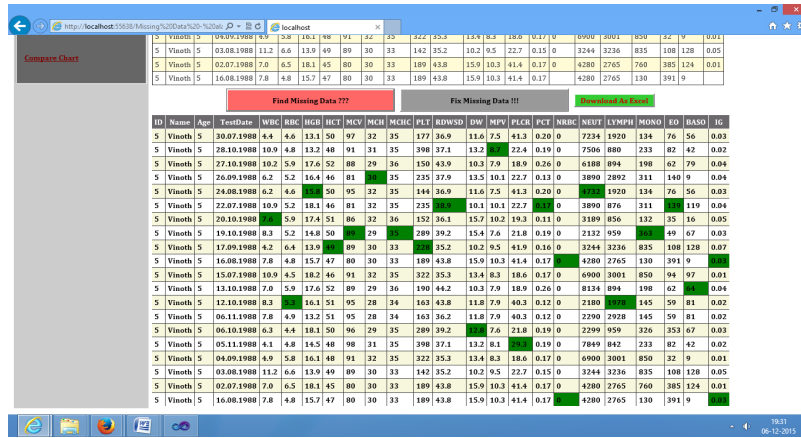 http://localhost:55638/Missing%20Data%20-%20al localhost
Compare Chart
5 Vinoth 5 04.09.1988 4.9 5.8 16.1 48 91 32 35 322 35.3 13.4 8.3 18.6 0.17 0 6900 3001 850 32 9 0.01
5 Vinoth 5 03.08.1988 11.2 6.6 13.9 49 89 30 33 142 35.2 10.2 9.5 22.7 0.15 0 3244 3236 835 108 128 0.05
5 Vinoth 5 02.07.1988 7.0 6.5 18.1 45 80 30 33 189 43.8 15.9 10.3 41.4 0.17 0 4280 2765 760 385 124 0.01
5 Vinoth 5 16.08.1988 7.8 4.8 15.7 47 80 30 33 189 43.8 15.9 10.3 41.4 0.17 4280 2765 130 391 9
Find Missing Data ??? Fix Missing Data !!! Download As Excel
ID Name Age TestDate WBC RBC HGB HCT MCV MCH MCHC PLT RDWSD DW MPV PLCR PCT NRBC NEUT LYMPH MONO EO BASO IG
5 Vinoth 5 30.07.1988 4.4 4.6 13.1 50 97 32 35 177 36.9 11.6 7.5 41.3 0.20 0 7234 1920 134 76 56 0.03
5 Vinoth 5 28.10.1988 10.9 4.8 13.2 48 91 31 35 398 37.1 13.2 8.7 22.4 0.19 0 7506 880 233 82 42 0.02
5 Vinoth 5 27.10.1988 10.2 5.9 17.6 52 88 29 36 150 43.9 10.3 7.9 18.9 0.26 0 6188 894 198 62 79 0.04
5 Vinoth 5 26.09.1988 6.2 5.2 16.4 46 81 30 35 235 37.9 13.5 10.1 22.7 0.13 0 3890 2892 311 140 9 0.04
5 Vinoth 5 24.08.1988 6.2 4.6 15.8 50 95 32 35 144 36.9 11.6 7.5 41.3 0.20 0 4732 1920 134 76 56 0.03
5 Vinoth 5 22.07.1988 10.9 5.2 18.1 46 81 32 35 235 38.9 10.1 10.1 22.7 0.17 0 3890 876 311 139 119 0.04
5 Vinoth 5 20.10.1988 7.6 5.9 17.4 51 86 32 36 152 36.1 15.7 10.2 19.3 0.11 0 3189 856 132 35 16 0.05
5 Vinoth 5 19.10.1988 8.3 5.2 14.8 50 89 29 35 289 39.2 15.4 7.6 21.8 0.19 0 2132 959 363 49 67 0.03
5 Vinoth 5 17.09.1988 4.2 6.4 13.9 49 89 30 33 228 35.2 10.2 9.5 41.9 0.16 0 3244 3236 835 108 128 0.07
5 Vinoth 5 16.08.1988 7.8 4.8 15.7 47 80 30 33 189 43.8 15.9 10.3 41.4 0.17 0 4280 2765 130 391 9 0.03
5 Vinoth 5 15.07.1988 10.9 4.5 18.2 46 91 32 35 322 35.3 13.4 8.3 18.6 0.17 0 6900 3001 850 94 97 0.01
5 Vinoth 5 13.10.1988 7.0 5.9 17.6 52 89 29 36 190 44.2 10.3 7.9 18.9 0.26 0 8134 894 198 62 64 0.04
5 Vinoth 5 12.10.1988 8.3 5.3 16.1 51 95 28 34 163 43.8 11.8 7.9 40.3 0.12 0 2180 1978 145 59 81 0.02
5 Vinoth 5 06.11.1988 7.8 4.9 13.2 51 95 28 34 163 36.2 11.8 7.9 40.3 0.12 0 2290 2928 145 59 81 0.02
5 Vinoth 5 06.10.1988 6.3 4.4 18.1 50 96 29 35 289 39.2 12.8 7.6 21.8 0.19 0 2299 959 326 353 67 0.03
5 Vinoth 5 05.11.1988 4.1 4.8 14.5 48 98 31 35 398 37.1 13.2 8.1 29.3 0.19 0 7849 842 233 82 42 0.02
5 Vinoth 5 04.09.1988 4.9 5.8 16.1 48 91 32 35 322 35.3 13.4 8.3 18.6 0.17 0 6900 3001 850 32 9 0.01
5 Vinoth 5 03.08.1988 11.2 6.6 13.9 49 89 30 33 142 35.2 10.2 9.5 22.7 0.15 0 3244 3236 835 108 128 0.05
5 Vinoth 5 02.07.1988 7.0 6.5 18.1 45 80 30 33 189 43.8 15.9 10.3 41.4 0.17 0 4280 2765 760 385 124 0.01
5 Vinoth 5 16.08.1988 7.8 4.8 15.7 47 80 30 33 189 43.8 15.9 10.3 41.4 0.17 0 4280 2765 130 391 9 0.03
19:31
06-12-2015